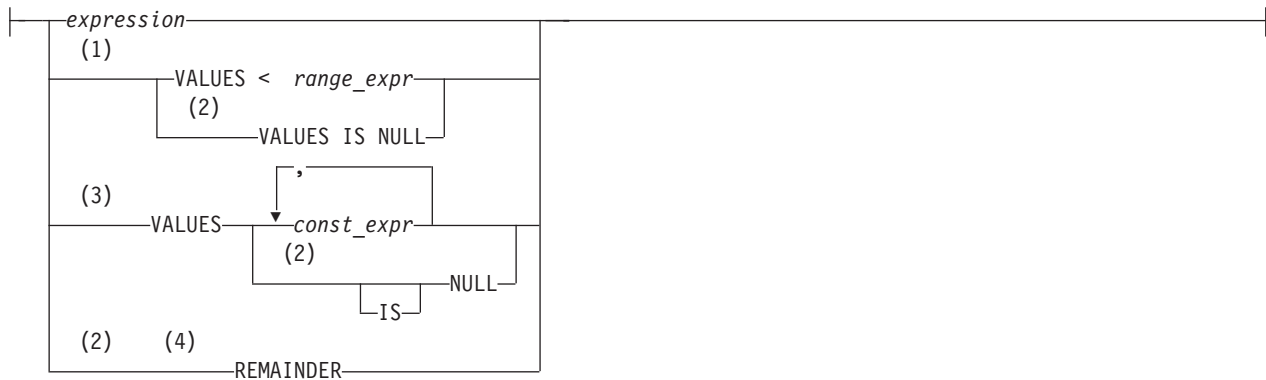 expression
(1)
VALUES < range_expr
(2)
VALUES IS NULL
,
(3)
VALUES const_expr
(2)
NULL
IS
(2) (4)
REMAINDER